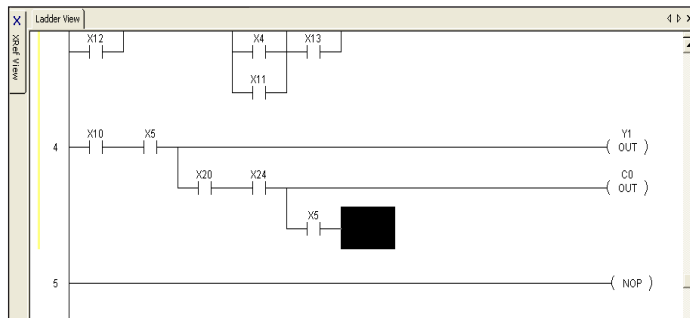 X
XRef View
Ladder View
X12
X4
X13
X11
4
X10
X5
Y1
OUT
X20
X24
C0
OUT
X5
5
NOP